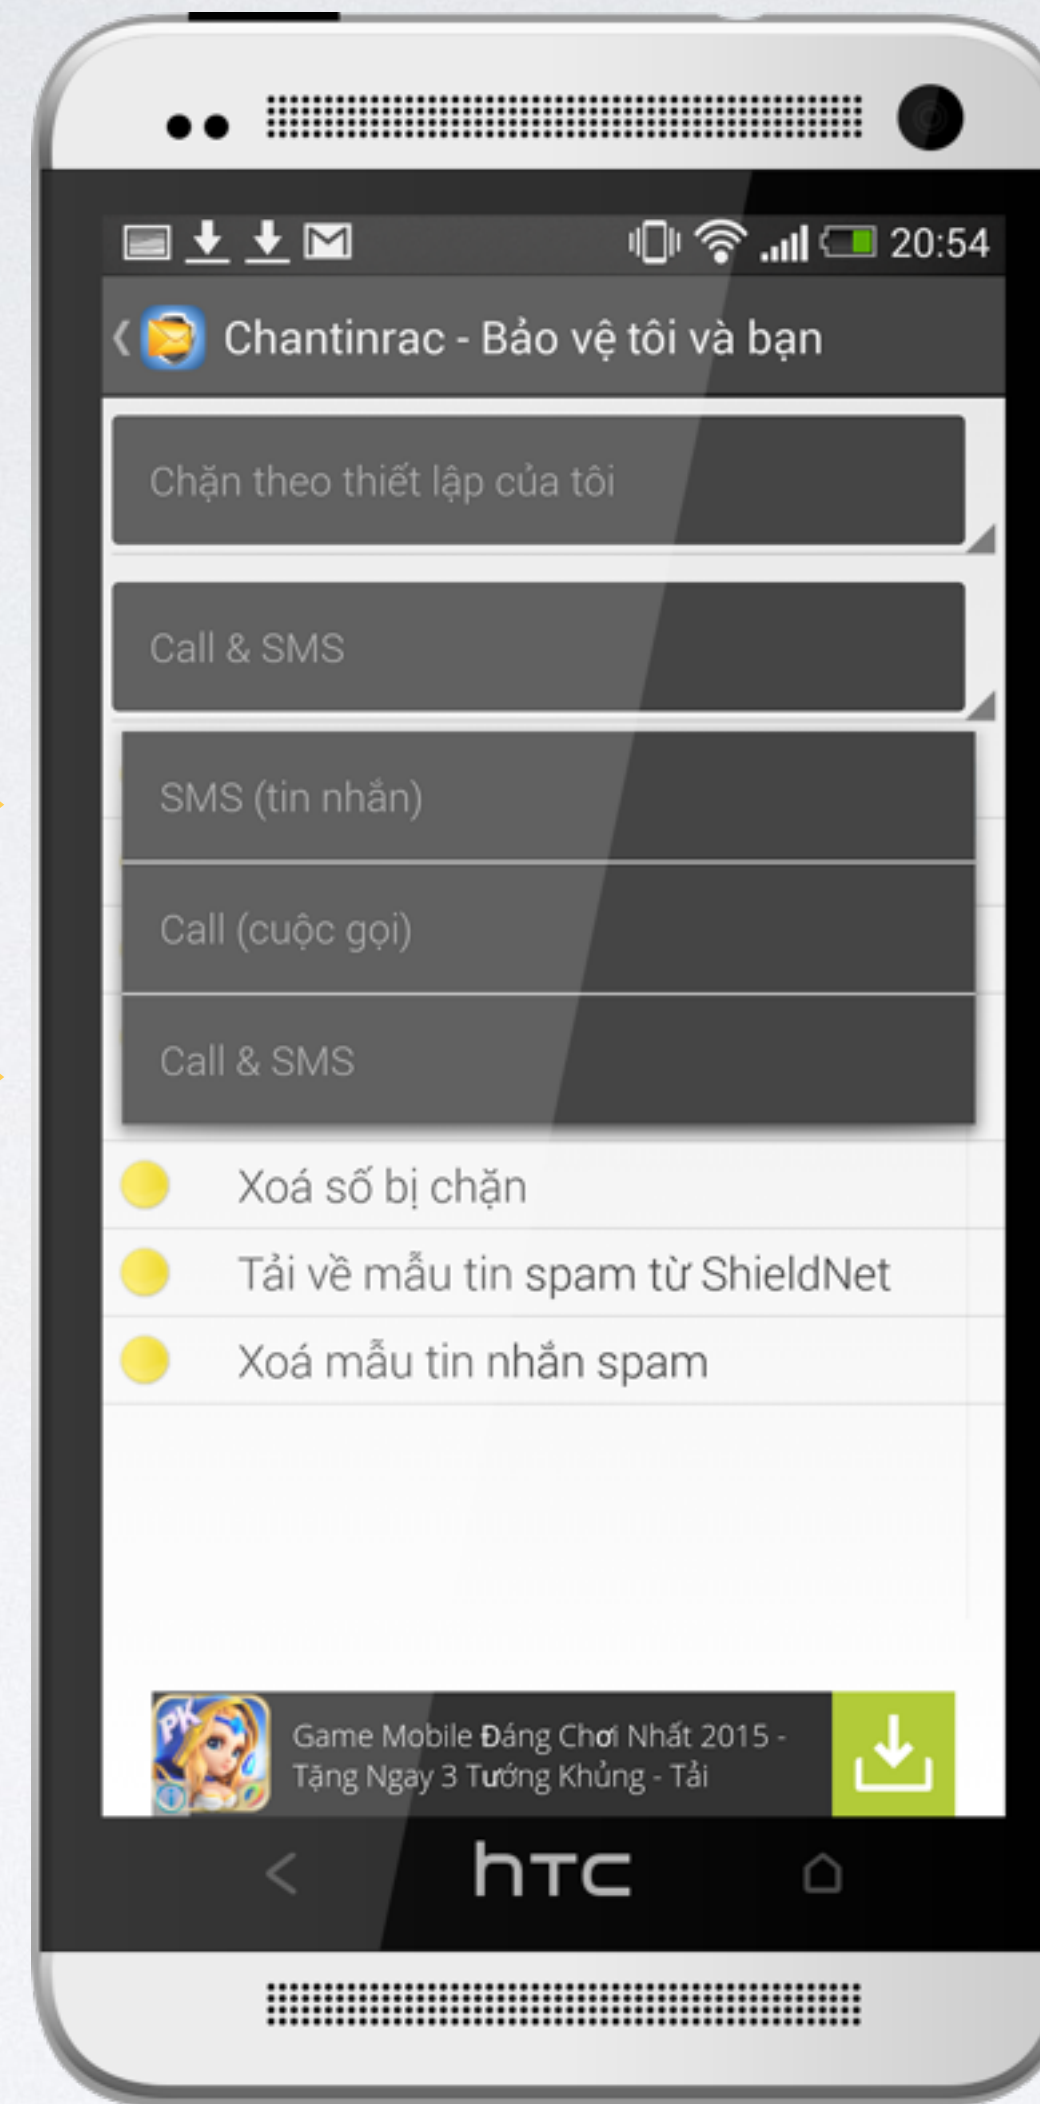 20:54
Chantinrac - Bảo vệ tôi và bạn
Chặn theo thiết lập của tôi
Call & SMS
SMS (tin nhắn)
Call (cuộc gọi)
Call & SMS
Xoá số bị chặn
Tải về mẫu tin spam từ ShieldNet
Xoá mẫu tin nhắn spam
PK
Game Mobile Đáng Chơi Nhất 2015 -
Tặng Ngay 3 Tướng Khủng - Tải
hTC